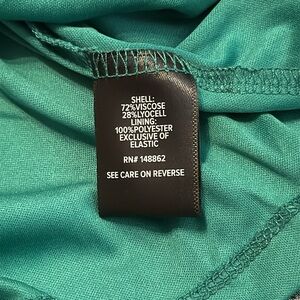 SHELL:
72%VISCOSE
28%LYOCELL
LINING:
100%POLYESTER
EXCLUSIVE OF
ELASTIC
RN# 148862
SEE CARE ON REVERSE